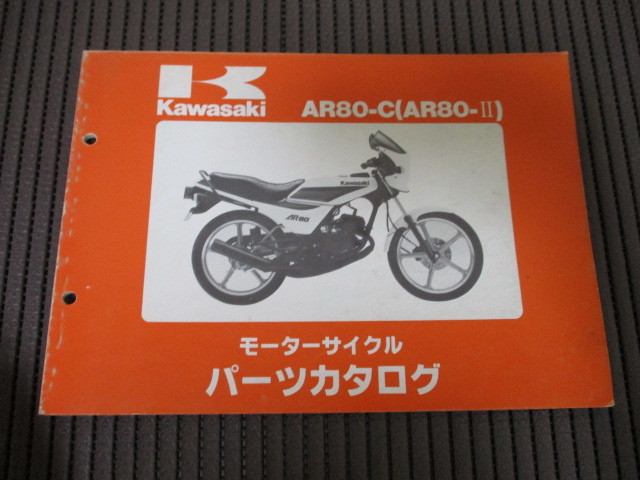 Kawasaki
AR80-C(AR80-Ⅱ)
Kawasaki
AR80
モーターサイクル
パーツカタログ